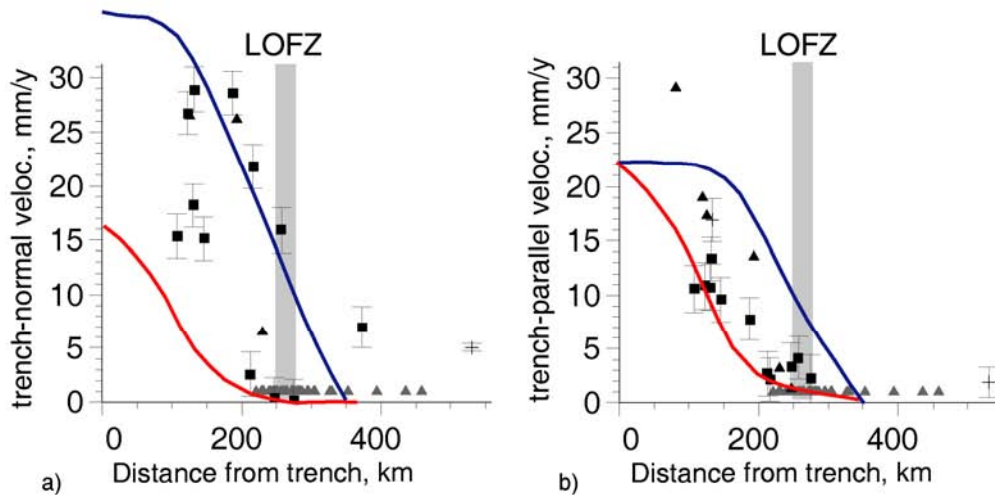 LOFZ
trench-normal veloc., mm/y
30
25
20
15
10
5
0
0 200 400
Distance from trench, km
a)
LOFZ
trench-parallel veloc., mm/y
30
25
20
15
10
5
0
0 200 400
Distance from trench, km
b)